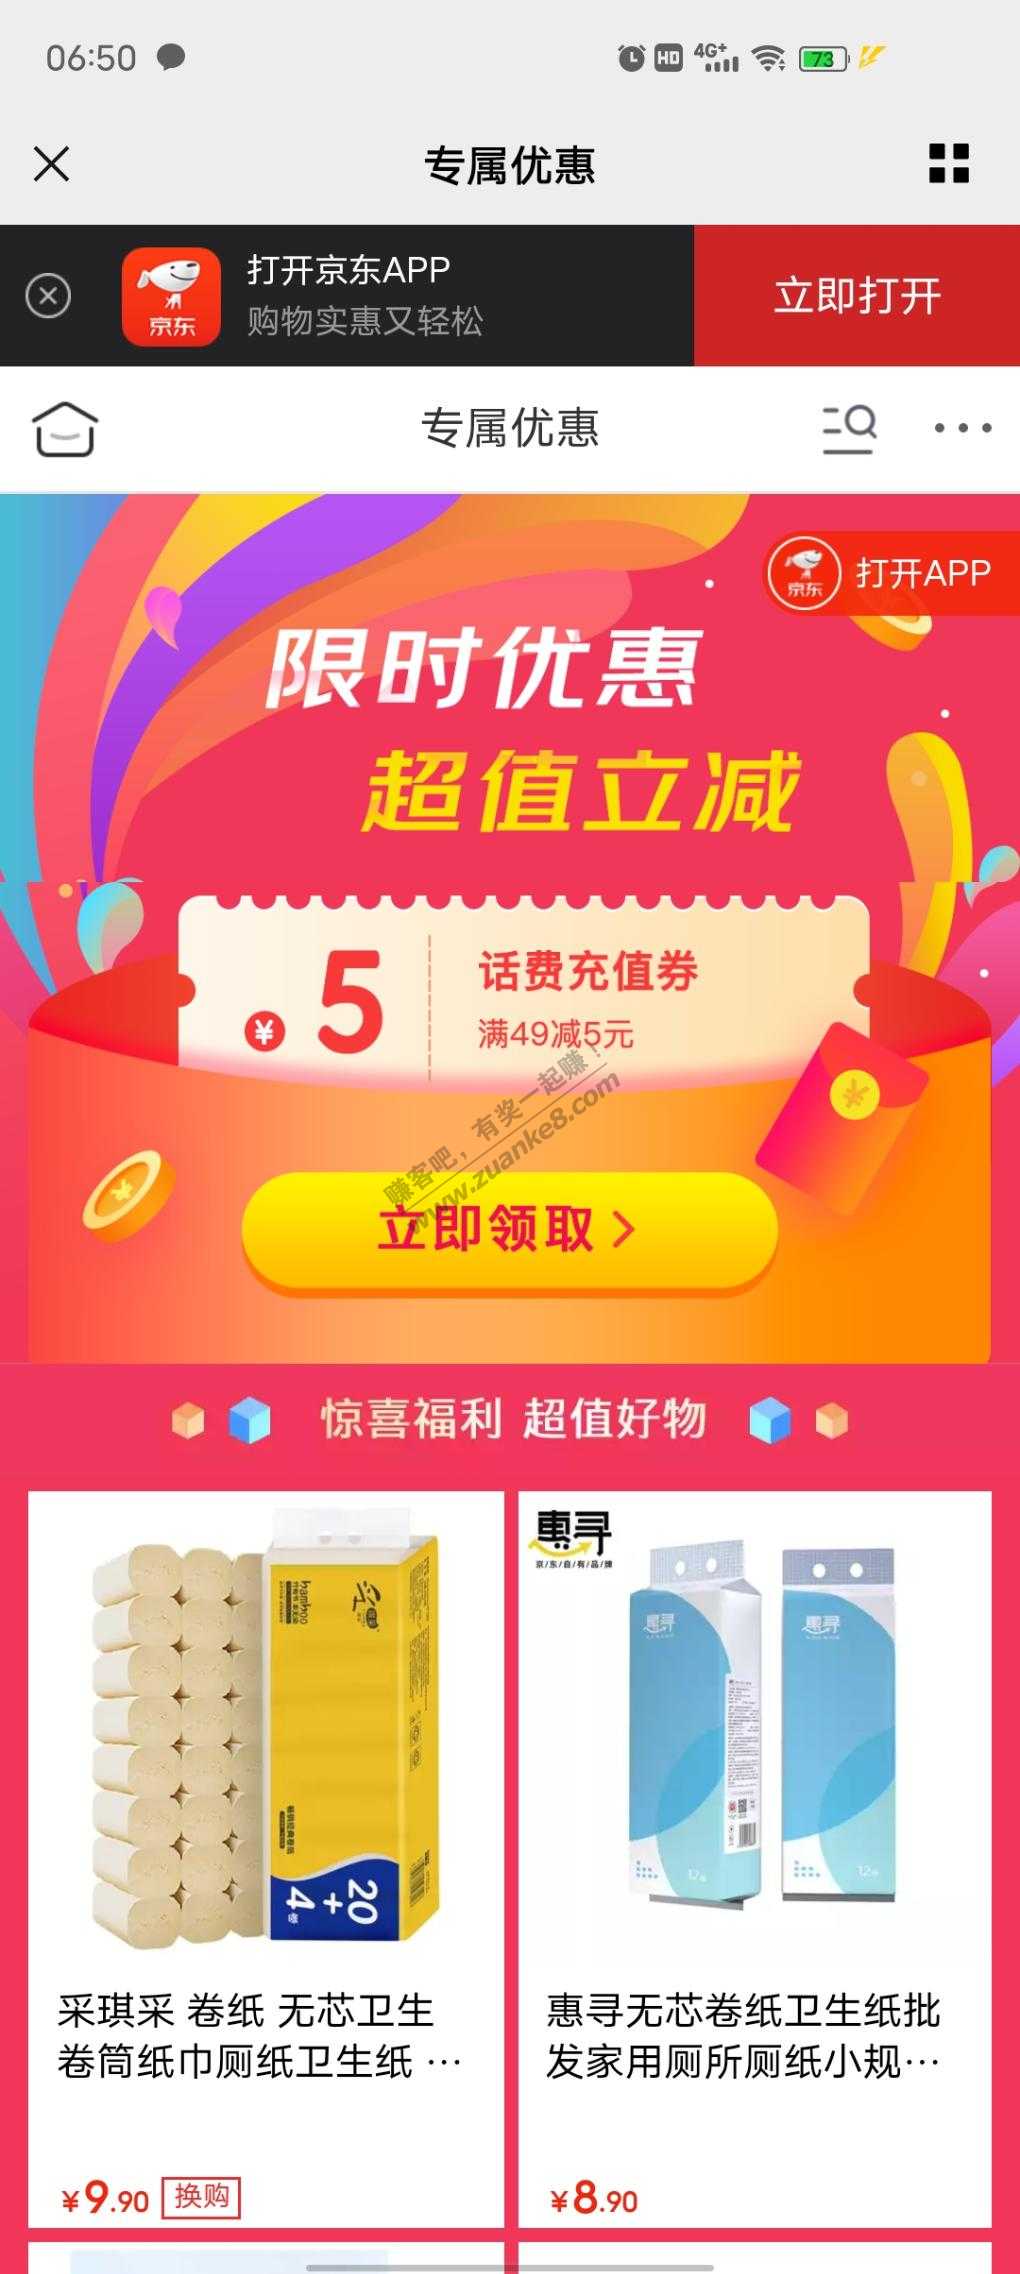 06:50
HD 4G+ 73
专属优惠
京东
打开京东APP
购物实惠又轻松
立即打开
专属优惠
京东
打开APP
限时优惠
超值立减
¥5
话费充值券
满49减5元
赚客吧，有奖一起赚！
www.zuanke8.com
立即领取
惊喜福利 超值好物
bamboo
20+4
惠寻
京/东/自/有/品/牌
惠寻
惠寻
采琪采 卷纸 无芯卫生
卷筒纸巾厕纸卫生纸 …
惠寻无芯卷纸卫生纸批
发家用厕所厕纸小规…
¥9.90 换购
¥8.90